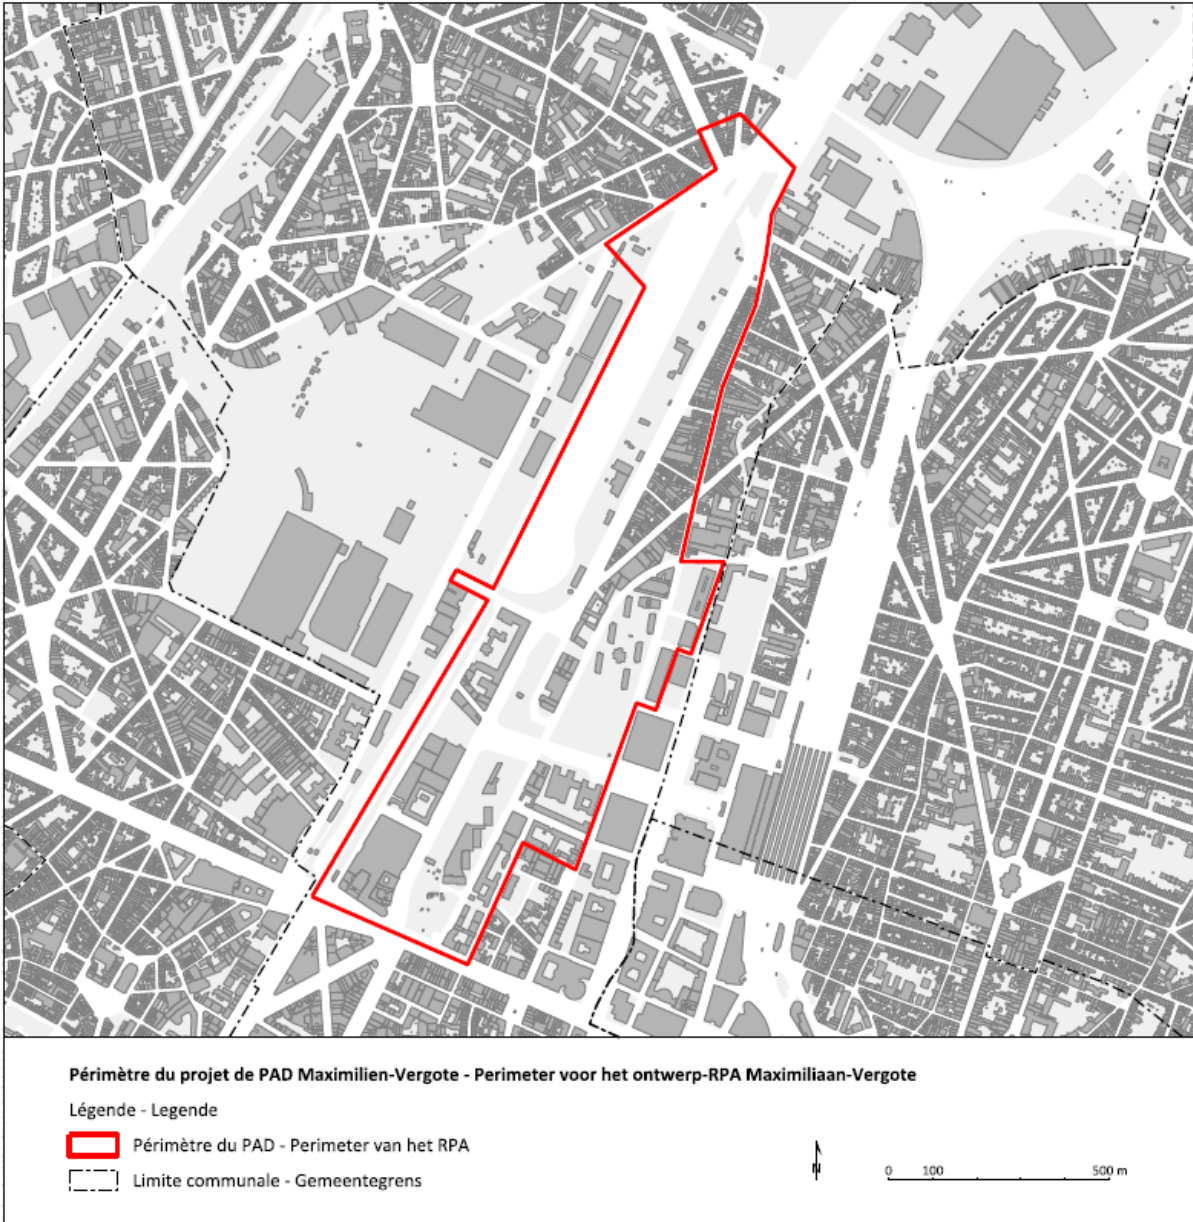 Périmètre du projet de PAD Maximilien-Vergote - Perimeter voor het ontwerp-RPA Maximiliaan-Vergote
Légende - Legende
Périmètre du PAD - Perimeter van het RPA
Limite communale - Gemeentegrens
N
0 100 500 m